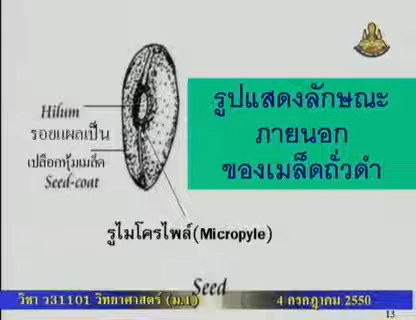 รูปแสดงลักษณะ
ภายนอก
ของเมล็ดถั่วดำ
Hilum
รอยแผลเป็น
เปลือกหุ้มเมล็ด
Seed-coat
รูไมโครไพล์(Micropyle)
Seed
วิชา ว31101 วิทยาศาสตร์ (ม.1)
4 กรกฎาคม 2550
13